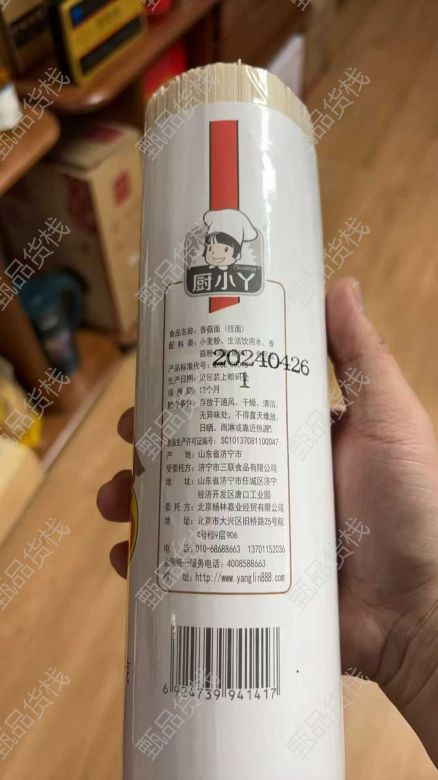 厨小丫
食品名称：香菇面（挂面）
配 料 表：小麦粉、生活饮用水、香
菇粉
20240426
1
产品标准代号：
生产日期：见包装上喷码
保 质 期：12个月
贮存条件：存放于通风、干燥、清洁、
无异味处，不得露天堆放、
日晒、雨淋或靠近热源
食品生产许可证编号：SC10137081100047
产 地：山东省济宁市
受委托方：济宁市三联食品有限公司
地 址：山东省济宁市任城区济宁
经济开发区唐口工业园
委 托 方：北京杨林嘉业经贸有限公司
地 址：北京市大兴区旧桥路25号院
4号楼9层906
电 话：010-68688663 13701152036
全国统一服务电话：4008588663
网 址：http://www.yanglin888.com
6 924739 941417
甄品货栈